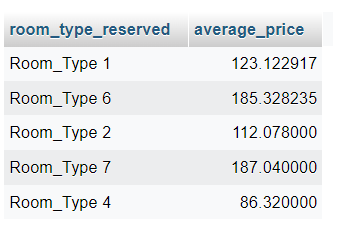 room_type_reserved average_price
Room_Type 1 123.122917
Room_Type 6 185.328235
Room_Type 2 112.078000
Room_Type 7 187.040000
Room_Type 4 86.320000